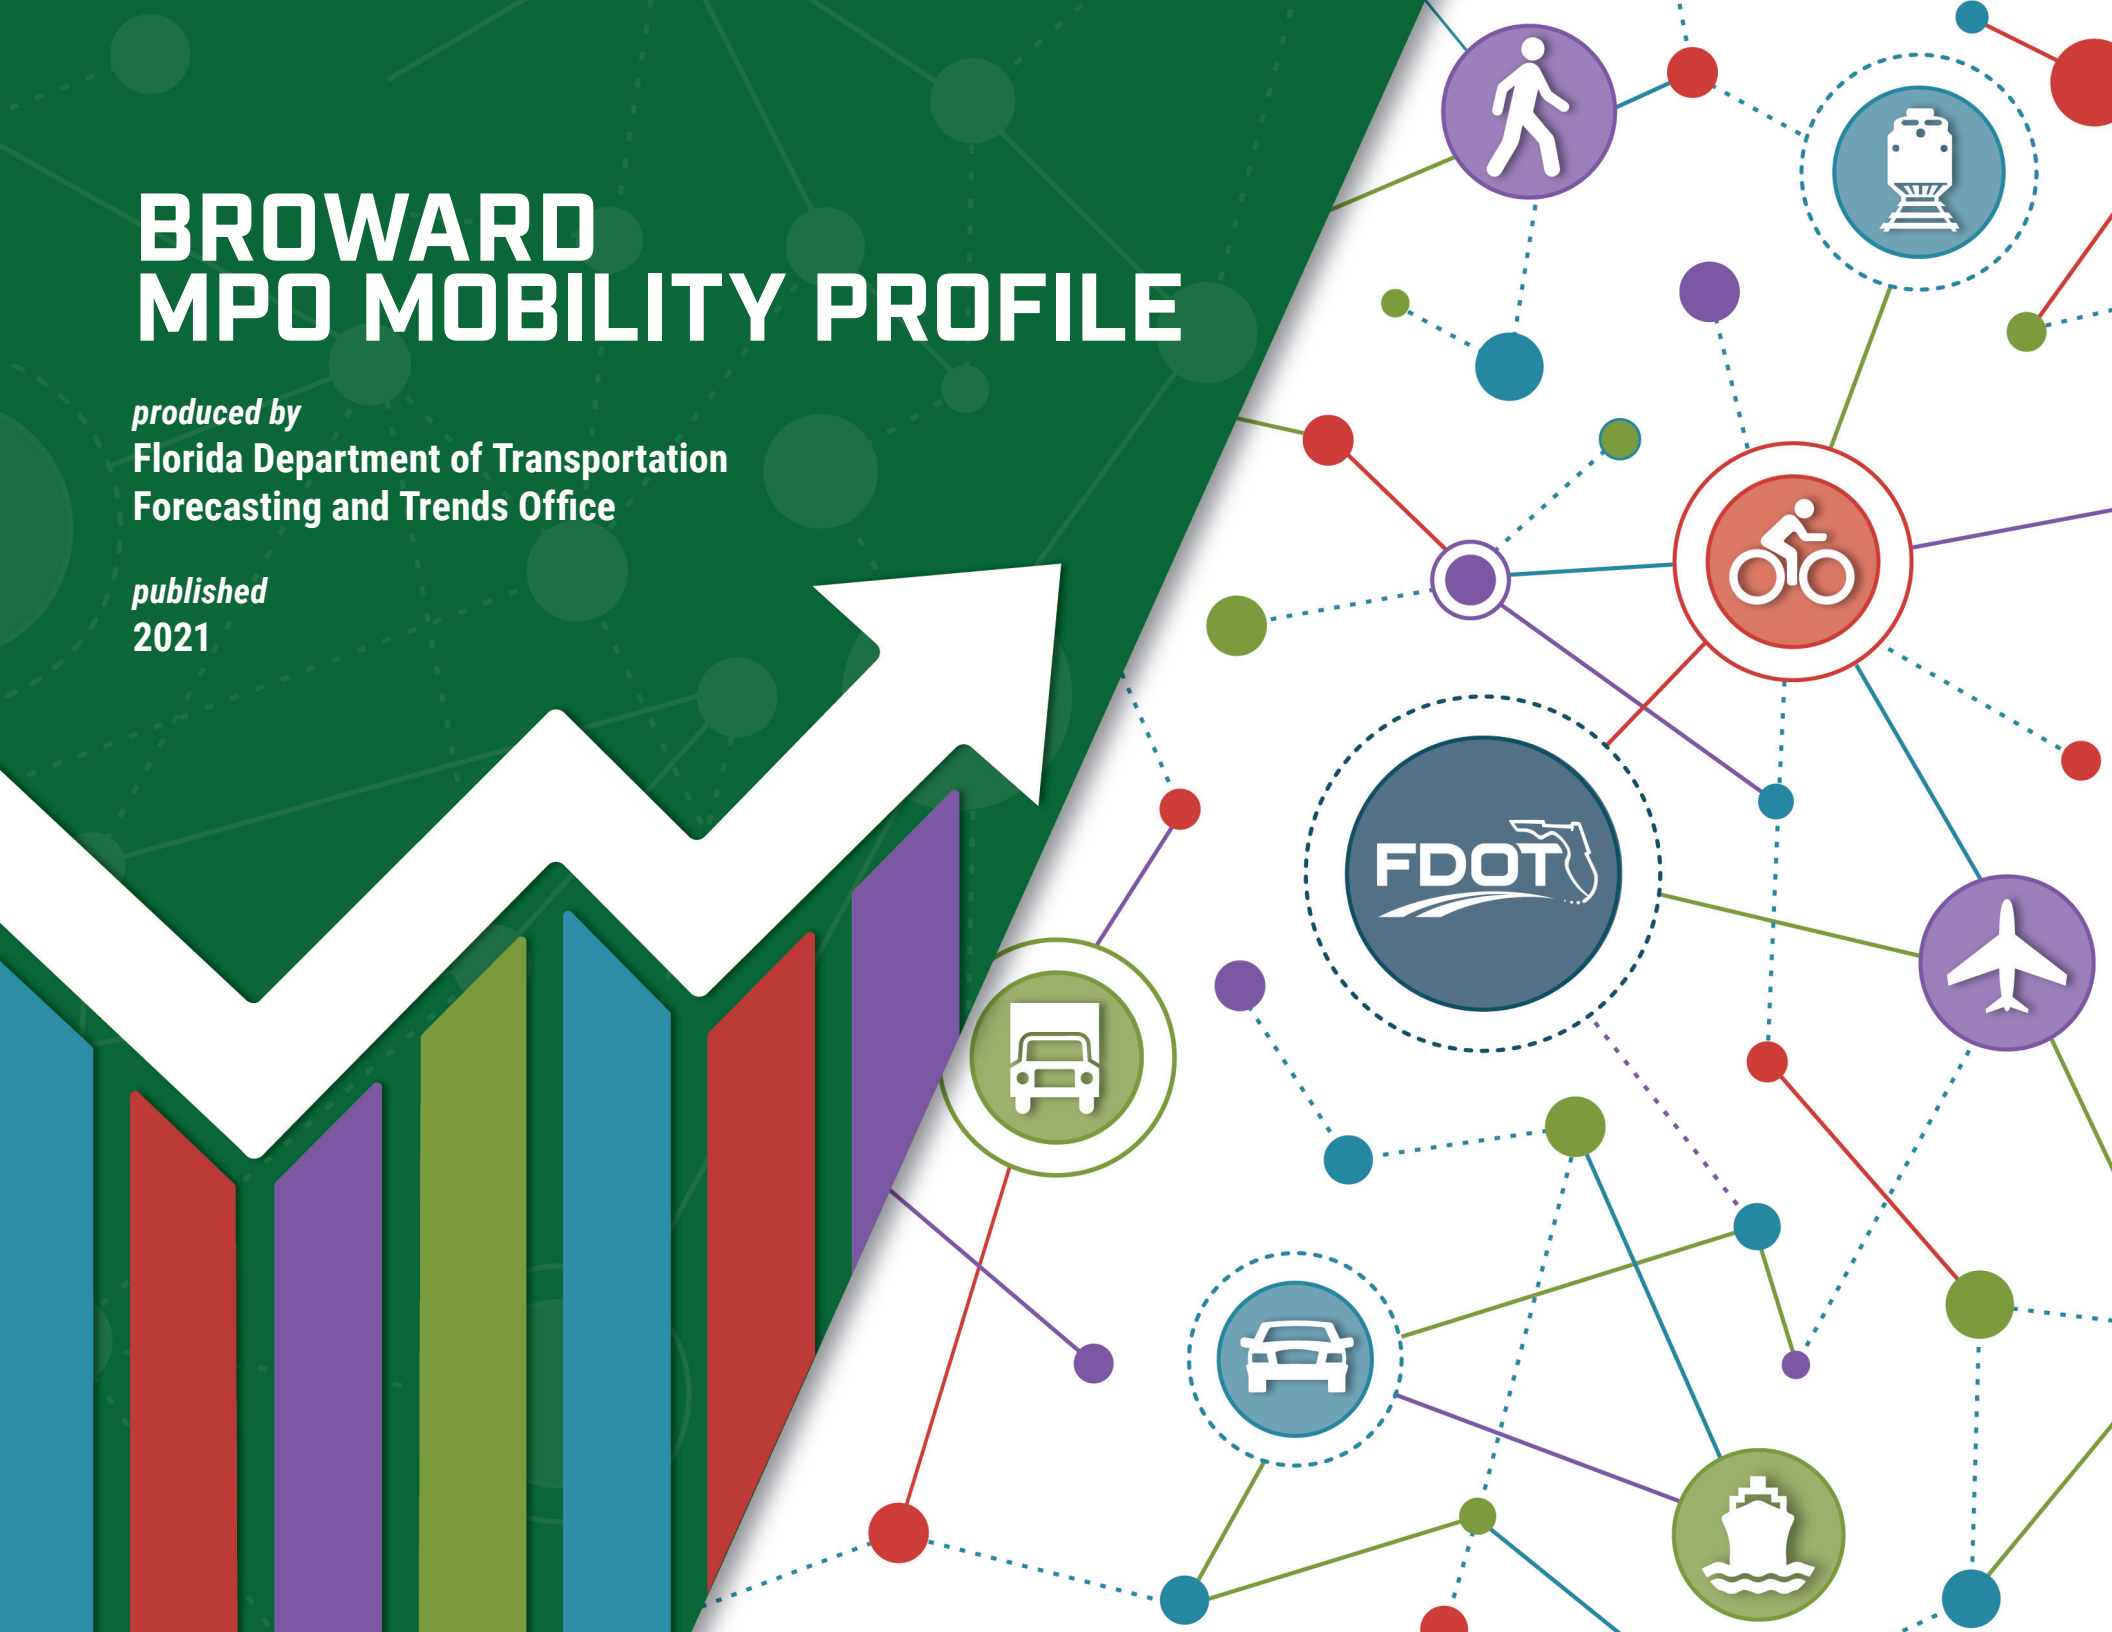 BROWARD
MPO MOBILITY PROFILE
produced by
Florida Department of Transportation
Forecasting and Trends Office
published
2021
FDOT